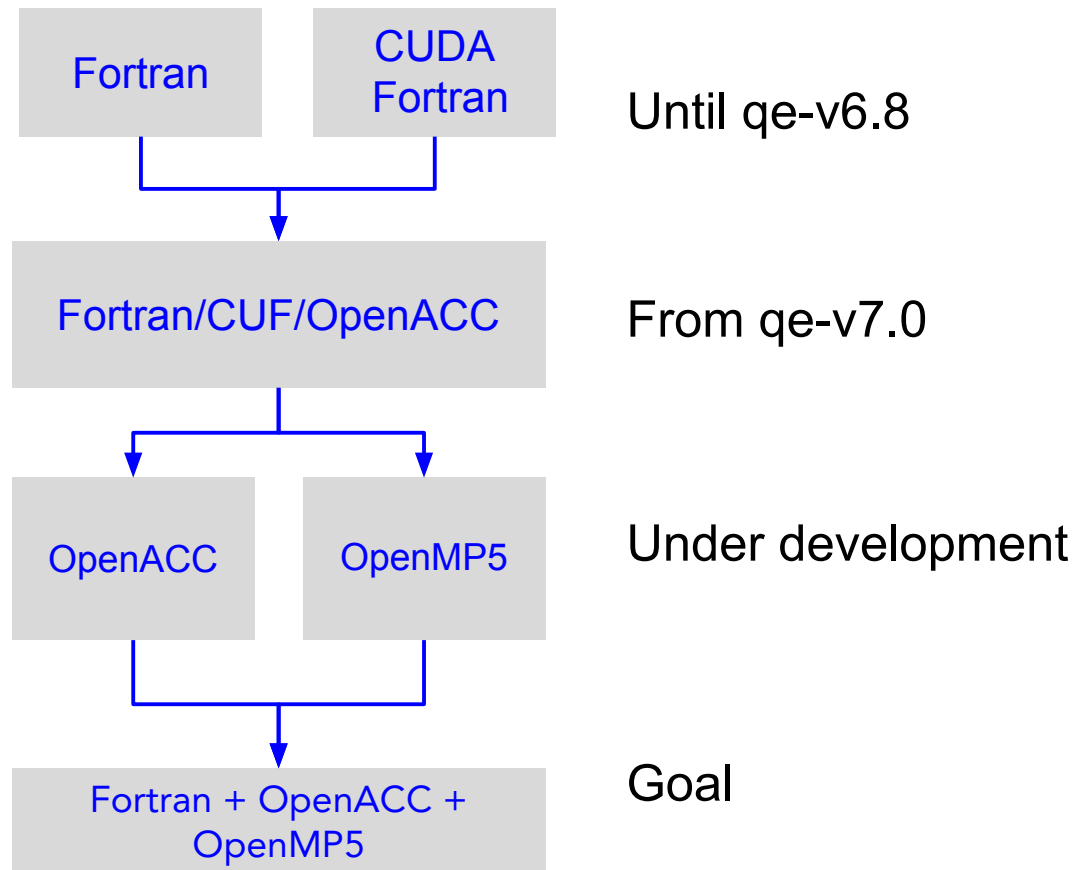 Fortran
CUDA
Fortran
Until qe-v6.8
Fortran/CUF/OpenACC
From qe-v7.0
OpenACC
OpenMP5
Under development
Fortran + OpenACC +
OpenMP5
Goal